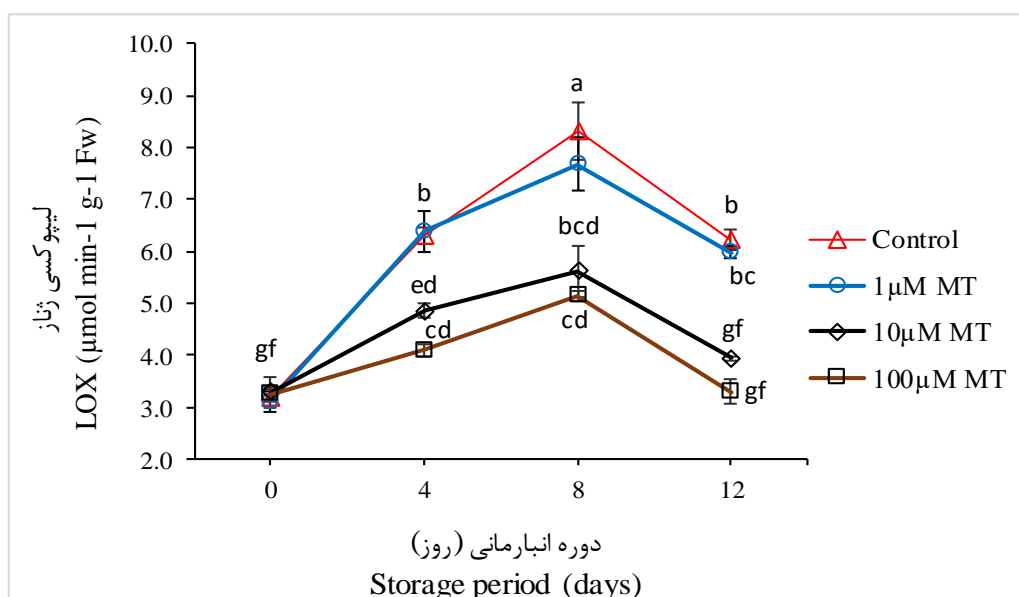 10.0
9.0
8.0
7.0
6.0
5.0
4.0
3.0
2.0
لیپوکسی ژناز
LOX (µmol min-1 g-1 Fw)
a
b
b
bcd
bc
ed
cd
cd
gf
gf
gf
Control
1µM MT
10µM MT
100µM MT
0 4 8 12
دوره انبارمانی (روز)
Storage period (days)